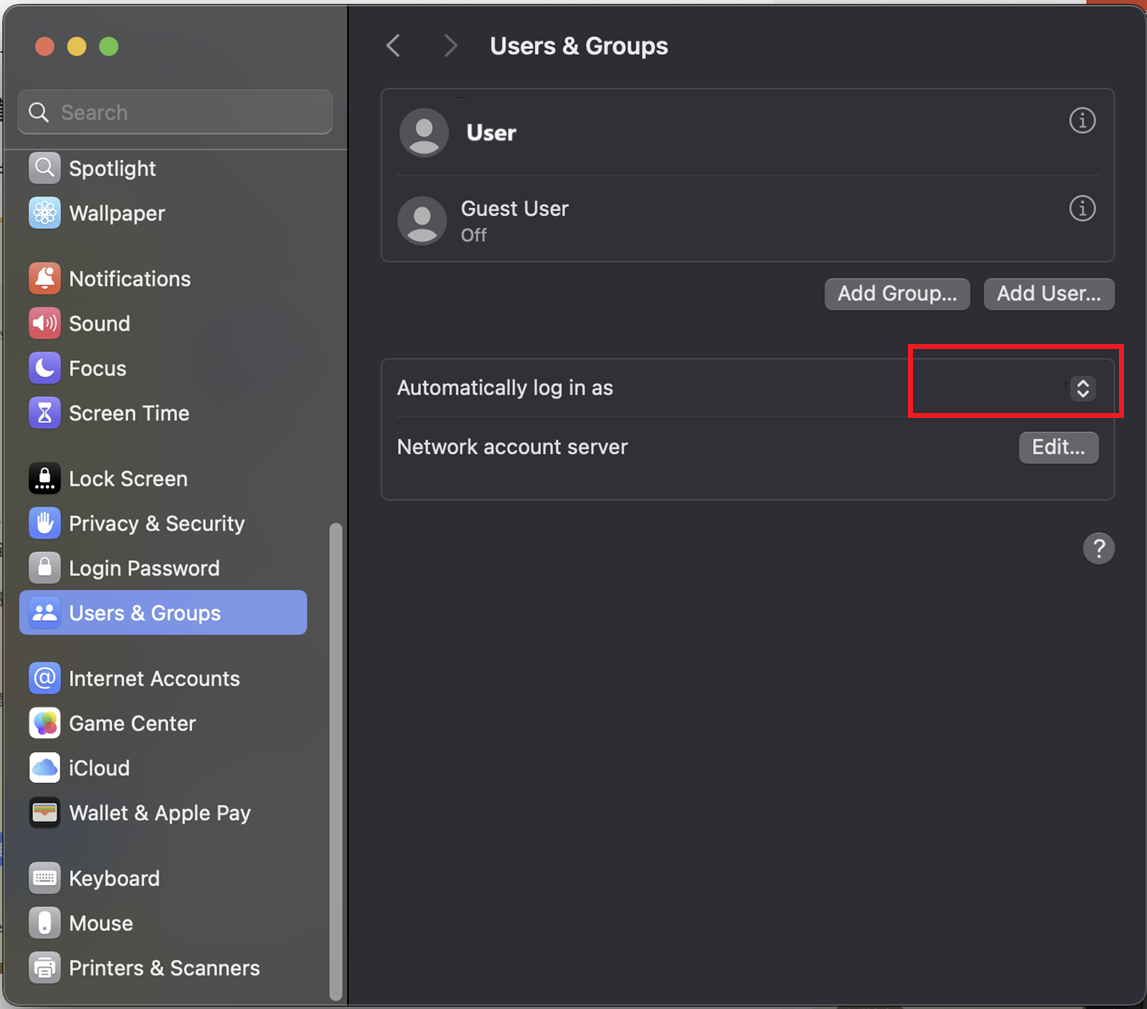 Search
Spotlight
Wallpaper
Notifications
Sound
Focus
Screen Time
Lock Screen
Privacy & Security
Login Password
Users & Groups
Internet Accounts
Game Center
iCloud
Wallet & Apple Pay
Keyboard
Mouse
Printers & Scanners
Users & Groups
User
Guest User
Off
Add Group... Add User...
Automatically log in as
Network account server Edit...
?